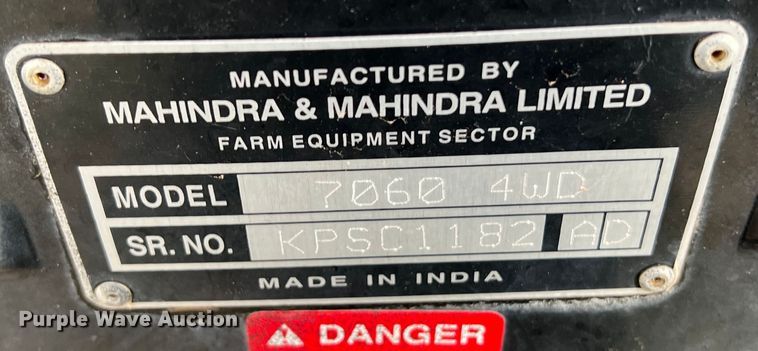 MANUFACTURED BY
MAHINDRA & MAHINDRA LIMITED
FARM EQUIPMENT SECTOR
MODEL 7060 4WD
SR. NO. KPSC1182 AD
MADE IN INDIA
Purple Wave Auction
DANGER